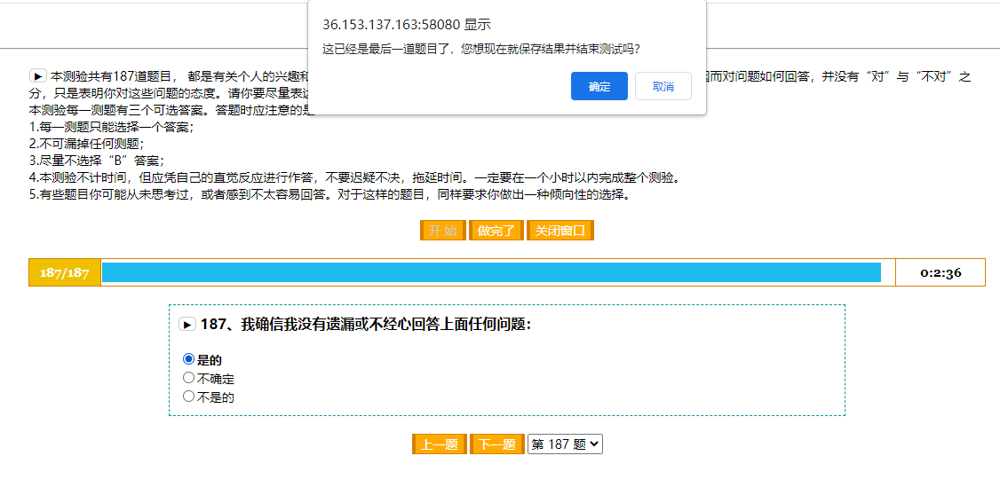 36.153.137.163:58080 显示
这已经是最后一道题目了，您想现在就保存结果并结束测试吗?
确定
取消
本测验共有187道题目， 都是有关个人的兴趣和
因而对问题如何回答，并没有“对”与“不对”之
分，只是表明你对这些问题的态度。请你要尽量表达
本测验每一测题有三个可选答案。答题时应注意的是
1.每一测题只能选择一个答案；
2.不可漏掉任何测题；
3.尽量不选择“B”答案；
4.本测验不计时间，但应凭自己的直觉反应进行作答，不要迟疑不决，拖延时间。一定要在一个小时以内完成整个测验。
5.有些题目你可能从未思考过，或者感到不太容易回答。对于这样的题目，同样要求你做出一种倾向性的选择。
开 始
做完了
关闭窗口
187/187
0:2:36
187、我确信我没有遗漏或不经心回答上面任何问题：
是的
不确定
不是的
上一题
下一题
第 187 题